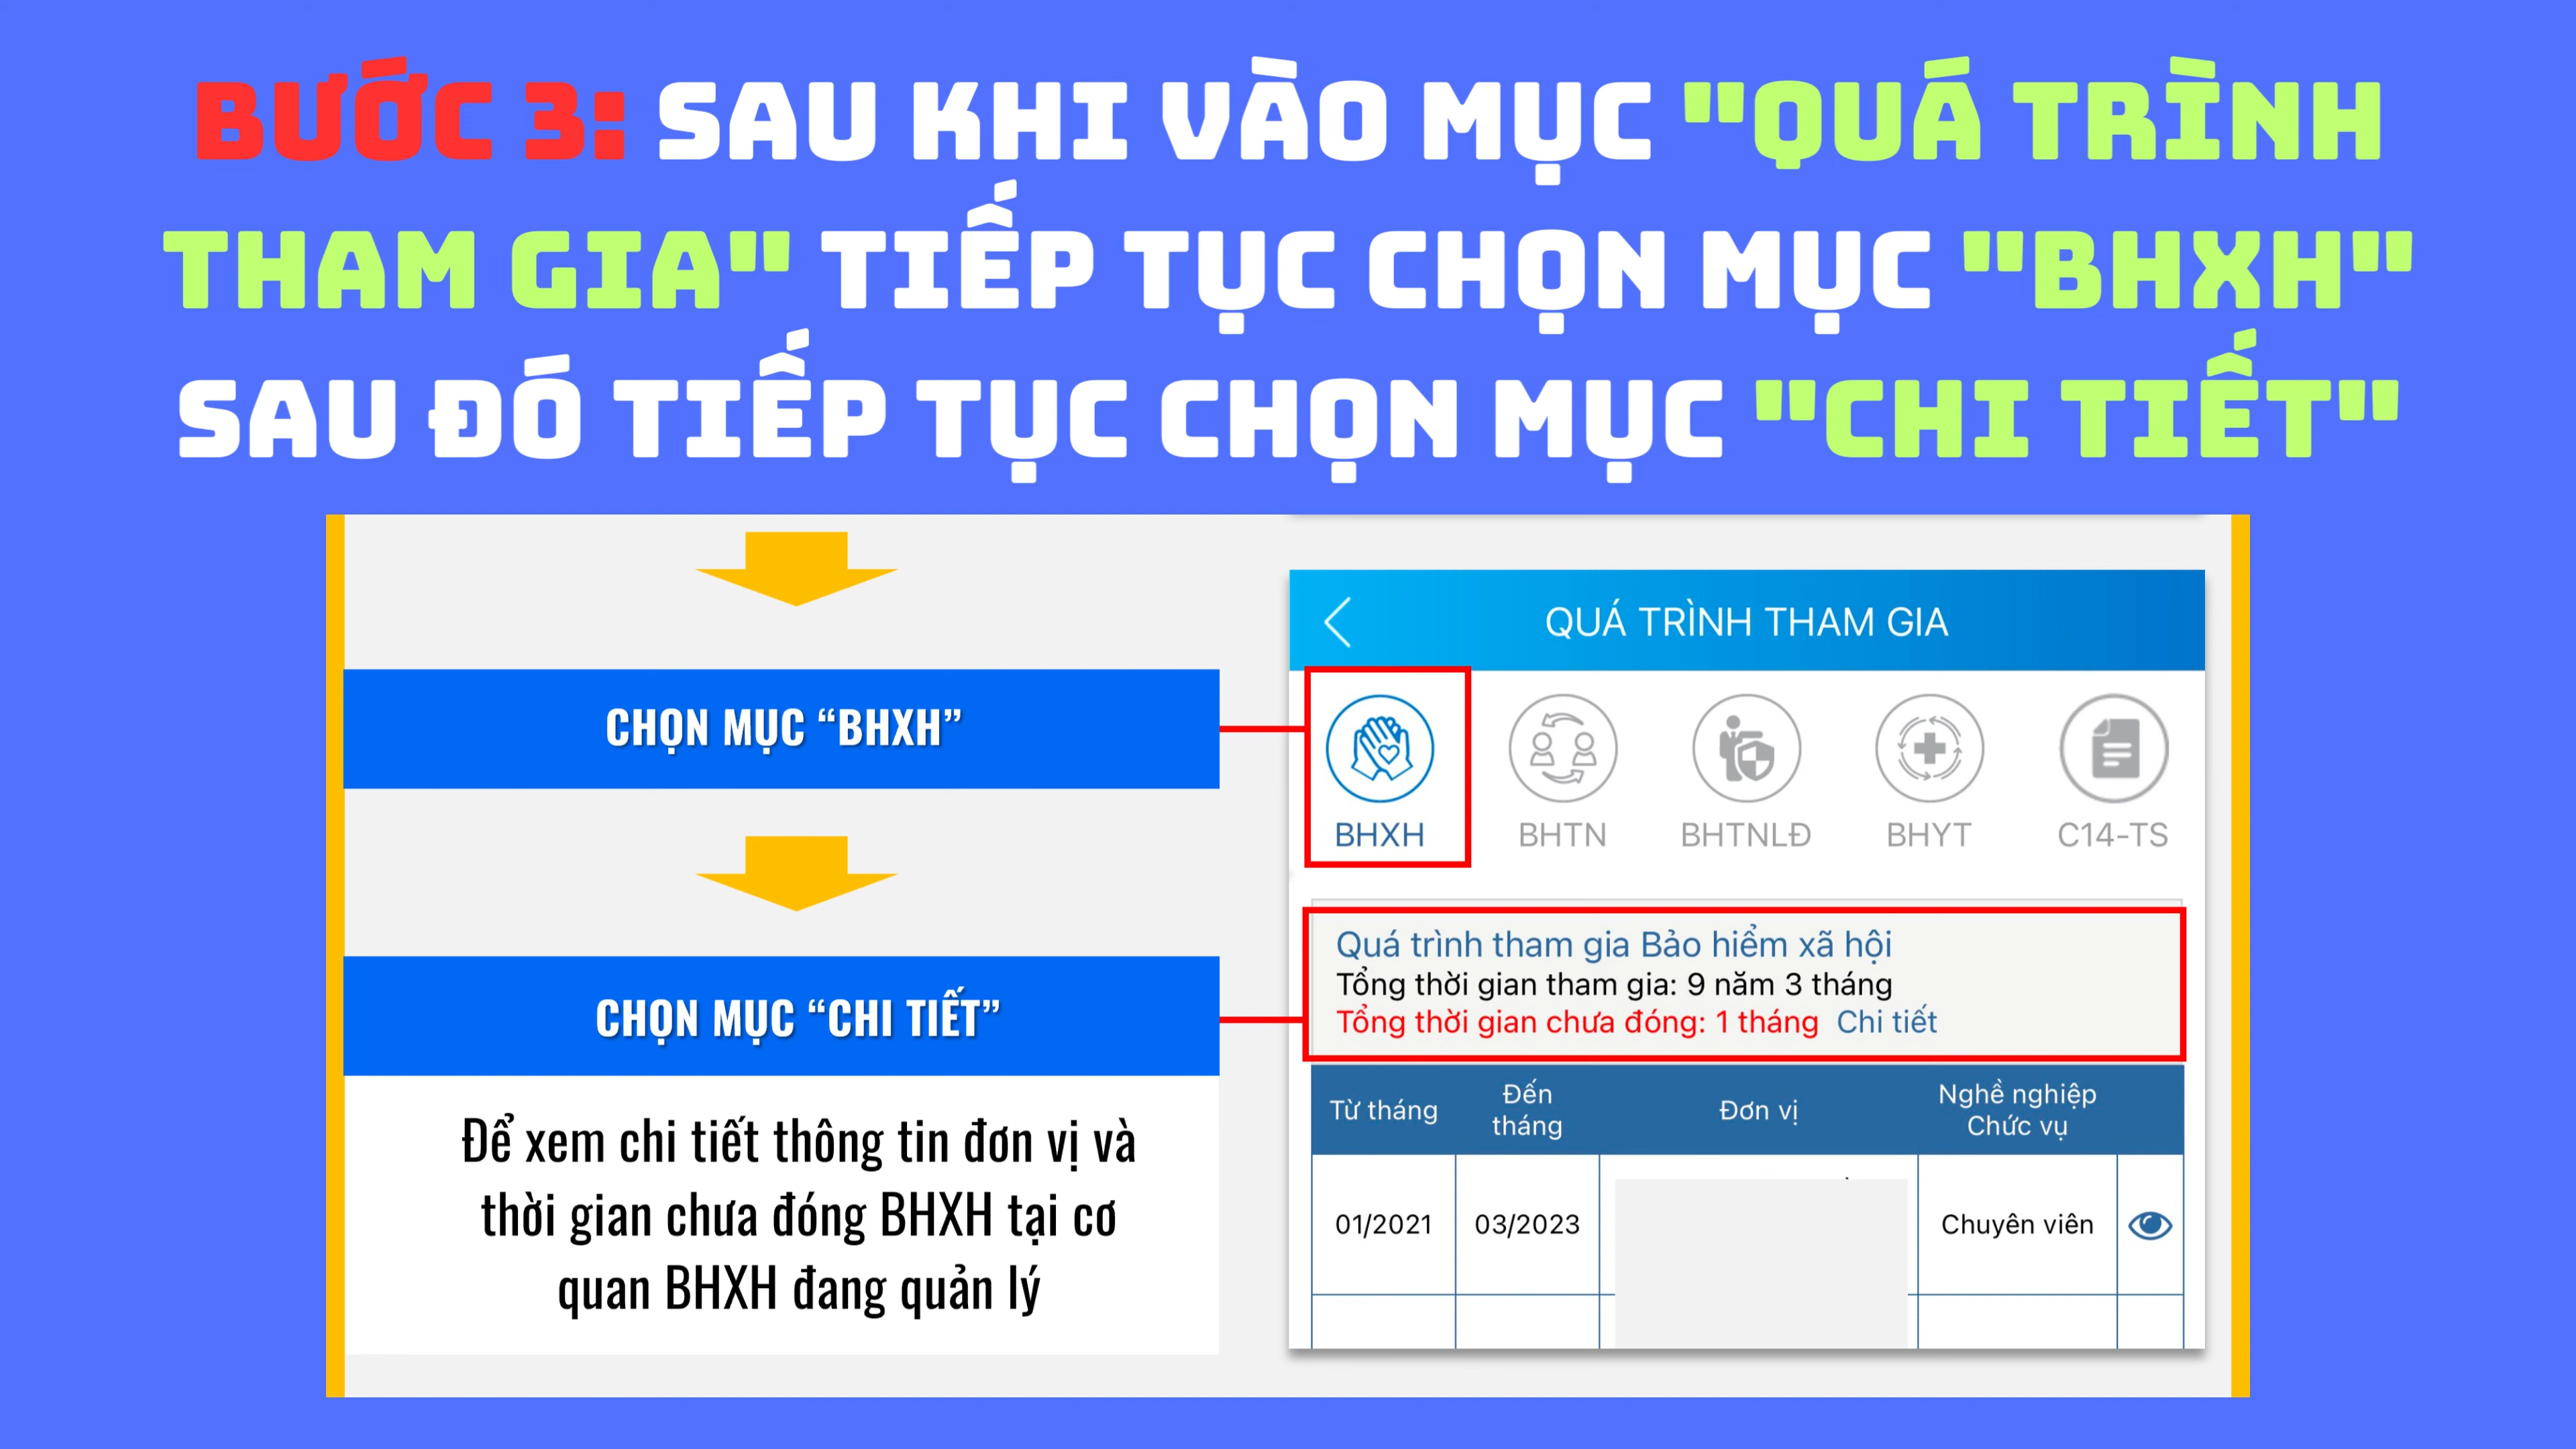 BƯỚC 3: SAU KHI VÀO MỤC "QUÁ TRÌNH
THAM GIA" TIẾP TỤC CHỌN MỤC "BHXH"
SAU ĐÓ TIẾP TỤC CHỌN MỤC "CHI TIẾT"
CHỌN MỤC “BHXH”
CHỌN MỤC “CHI TIẾT”
Để xem chi tiết thông tin đơn vị và
thời gian chưa đóng BHXH tại cơ
quan BHXH đang quản lý
QUÁ TRÌNH THAM GIA
BHXH BHTN BHTNLĐ BHYT C14-TS
Quá trình tham gia Bảo hiểm xã hội
Tổng thời gian tham gia: 9 năm 3 tháng
Tổng thời gian chưa đóng: 1 tháng Chi tiết
Từ tháng Đến tháng Đơn vị Nghề nghiệp Chức vụ
01/2021 03/2023 Chuyên viên